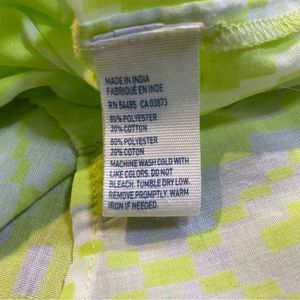 MADE IN INDIA
FABRIQUÉ EN INDE
RN 54485 CA 03873
80% POLYESTER
20% COTTON
80% POLYESTER
20% COTON
MACHINE WASH COLD WITH
LIKE COLORS. DO NOT
BLEACH. TUMBLE DRY LOW.
REMOVE PROMPTLY. WARM
IRON IF NEEDED.